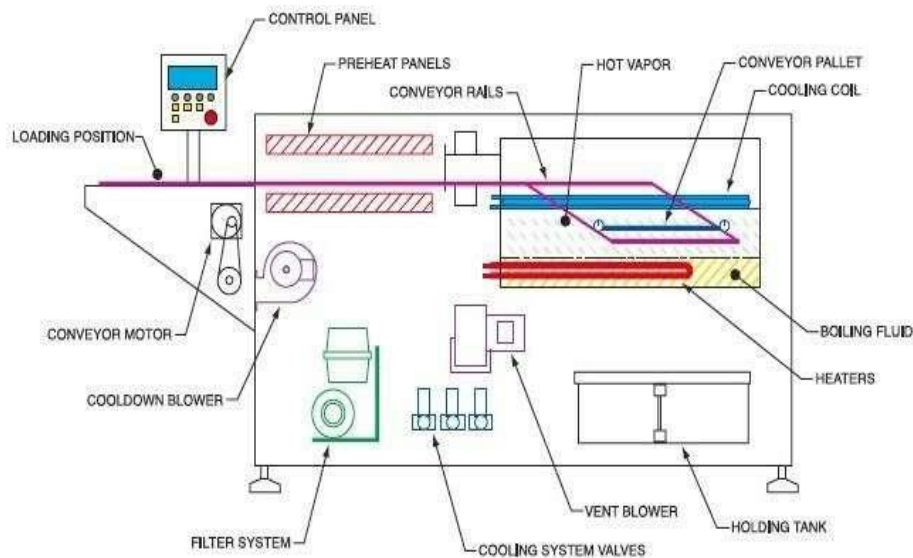 CONTROL PANEL
PREHEAT PANELS
HOT VAPOR
CONVEYOR PALLET
CONVEYOR RAILS
COOLING COIL
LOADING POSITION
CONVEYOR MOTOR
BOILING FLUID
HEATERS
COOLDOWN BLOWER
VENT BLOWER
HOLDING TANK
FILTER SYSTEM
COOLING SYSTEM VALVES